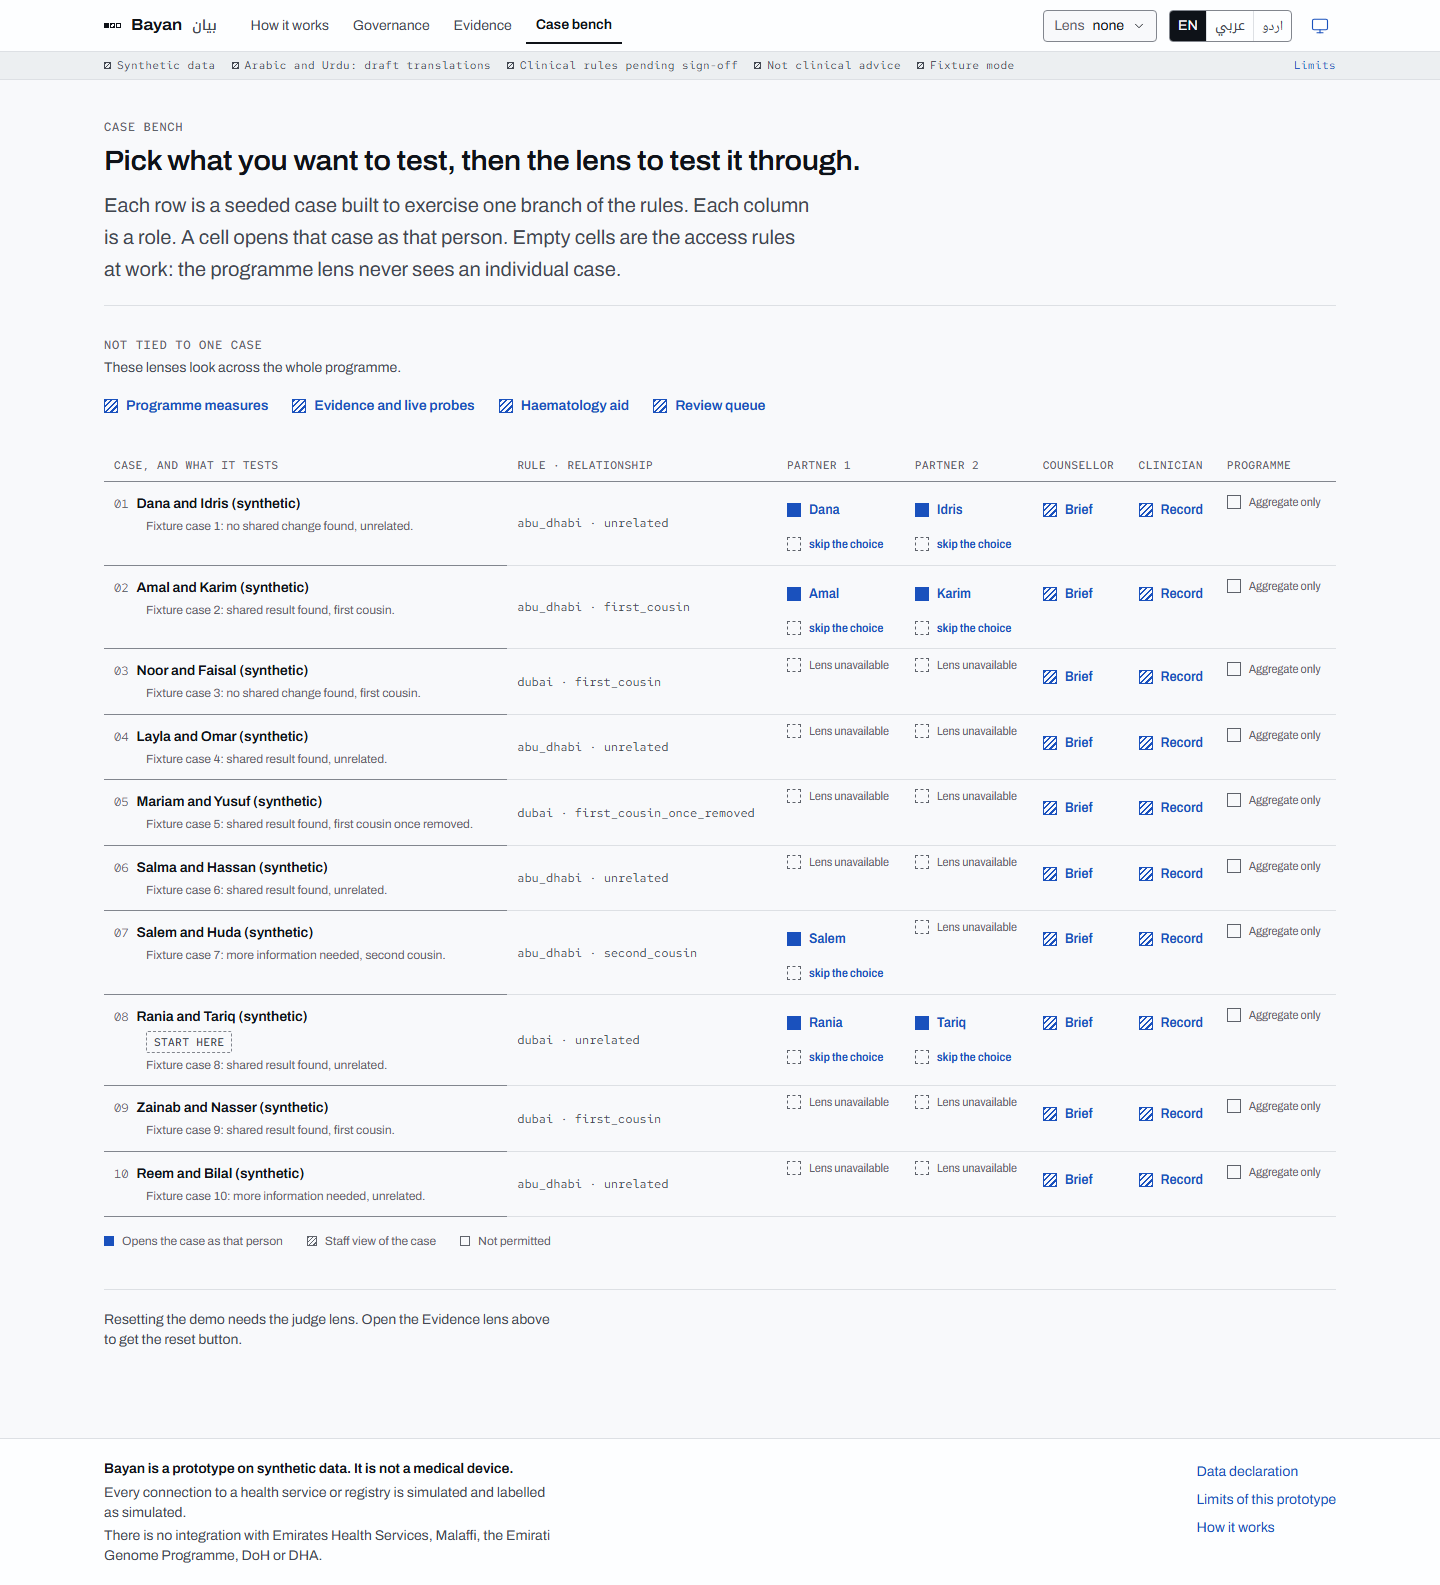 Bayan بيان How it works Governance Evidence Case bench Lens none EN عربي اردو
Synthetic data Arabic and Urdu: draft translations Clinical rules pending sign-off Not clinical advice Fixture mode Limits
CASE BENCH
Pick what you want to test, then the lens to test it through.
Each row is a seeded case built to exercise one branch of the rules. Each column
is a role. A cell opens that case as that person. Empty cells are the access rules
at work: the programme lens never sees an individual case.
NOT TIED TO ONE CASE
These lenses look across the whole programme.
Programme measures Evidence and live probes Haematology aid Review queue
CASE, AND WHAT IT TESTS RULE · RELATIONSHIP PARTNER 1 PARTNER 2 COUNSELLOR CLINICIAN PROGRAMME
01 Dana and Idris (synthetic) Dana Idris Brief Record Aggregate only
Fixture case 1: no shared change found, unrelated. abu_dhabi · unrelated
skip the choice skip the choice
02 Amal and Karim (synthetic) Amal Karim Brief Record Aggregate only
Fixture case 2: shared result found, first cousin. abu_dhabi · first_cousin
skip the choice skip the choice
03 Noor and Faisal (synthetic) Lens unavailable Lens unavailable Brief Record Aggregate only
Fixture case 3: no shared change found, first cousin. dubai · first_cousin
04 Layla and Omar (synthetic) Lens unavailable Lens unavailable Brief Record Aggregate only
Fixture case 4: shared result found, unrelated. abu_dhabi · unrelated
05 Mariam and Yusuf (synthetic) Lens unavailable Lens unavailable Brief Record Aggregate only
Fixture case 5: shared result found, first cousin once removed. dubai · first_cousin_once_removed
06 Salma and Hassan (synthetic) Lens unavailable Lens unavailable Brief Record Aggregate only
Fixture case 6: shared result found, unrelated. abu_dhabi · unrelated
07 Salem and Huda (synthetic) Salem Lens unavailable Brief Record Aggregate only
Fixture case 7: more information needed, second cousin. abu_dhabi · second_cousin
skip the choice
08 Rania and Tariq (synthetic) Rania Tariq Brief Record Aggregate only
START HERE dubai · unrelated
Fixture case 8: shared result found, unrelated. skip the choice skip the choice
09 Zainab and Nasser (synthetic) Lens unavailable Lens unavailable Brief Record Aggregate only
Fixture case 9: shared result found, first cousin. dubai · first_cousin
10 Reem and Bilal (synthetic) Lens unavailable Lens unavailable Brief Record Aggregate only
Fixture case 10: more information needed, unrelated. abu_dhabi · unrelated
Opens the case as that person Staff view of the case Not permitted
Resetting the demo needs the judge lens. Open the Evidence lens above
to get the reset button.
Bayan is a prototype on synthetic data. It is not a medical device.
Every connection to a health service or registry is simulated and labelled
as simulated.
There is no integration with Emirates Health Services, Malaffi, the Emirati
Genome Programme, DoH or DHA.
Data declaration
Limits of this prototype
How it works